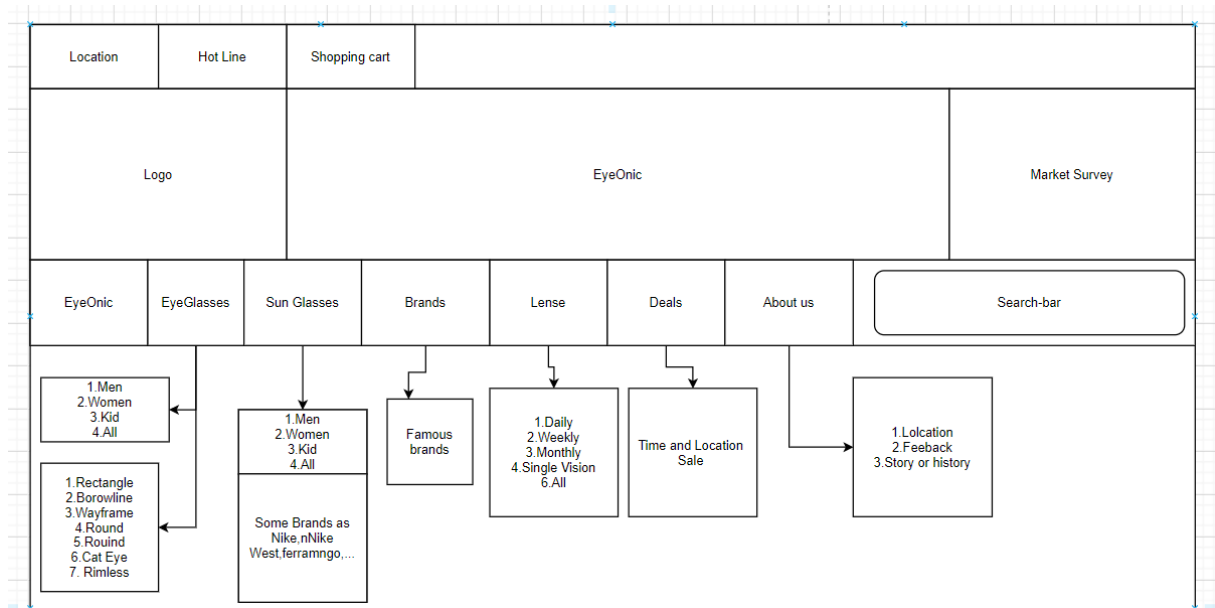 Location
Hot Line
Shopping cart
Logo
EyeOnic
Market Survey
EyeOnic
EyeGlasses
Sun Glasses
Brands
Lense
Deals
About us
Search-bar
1.Men
2.Women
3.Kid
4.All
1.Rectangle
2.Borowline
3.Wayframe
4.Round
5.Rouind
6.Cat Eye
7. Rimless
1.Men
2.Women
3.Kid
4.All
Some Brands as
Nike,nNike
West,ferramngo,...
Famous
brands
1.Daily
2.Weekly
3.Monthly
4.Single Vision
6.All
Time and Location
Sale
1.Lolcation
2.Feeback
3.Story or history